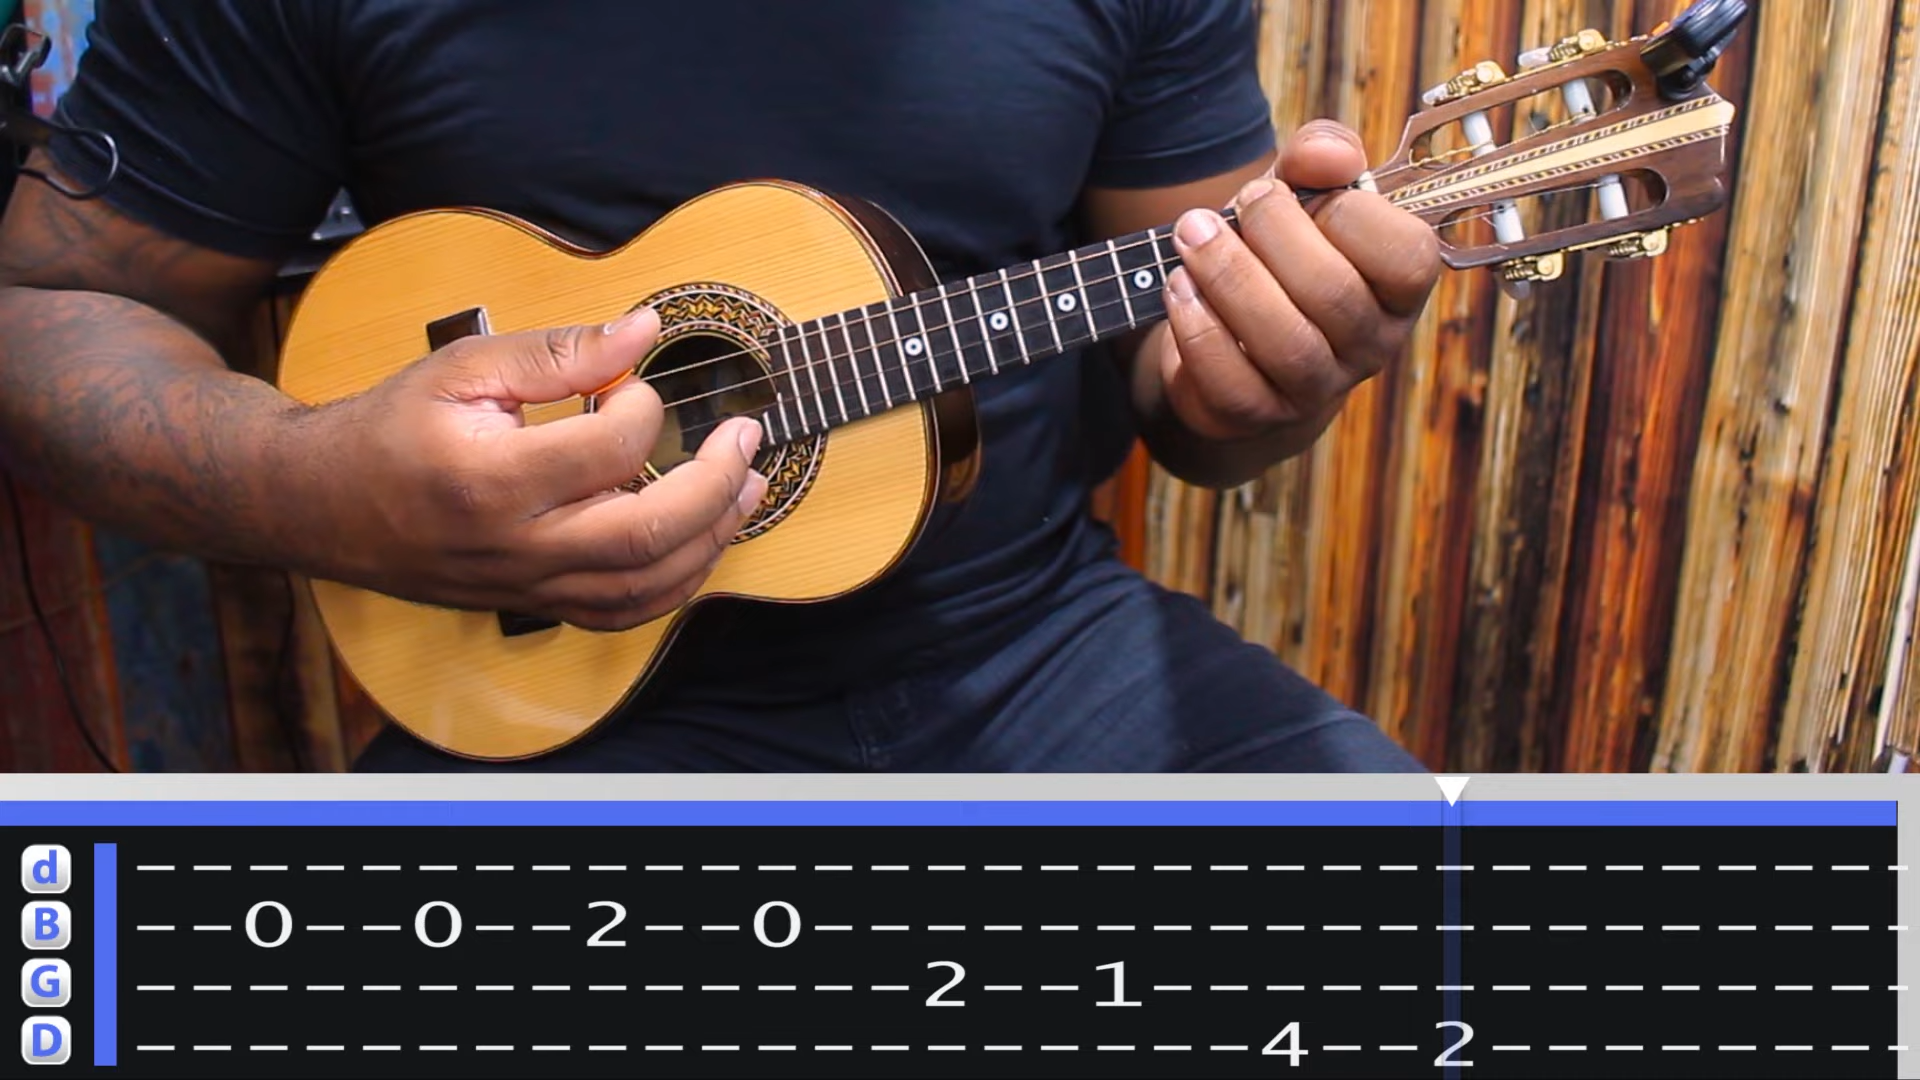 d – – – – – – – – – – – – – – – – – – – – – – – – – – – – – – – –
B – – 0 – – 0 – – 2 – – 0 – – – – – – – – – – – – – – – – – – – –
G – – – – – – – – – – – – – – 2 – – 1 – – – – – – – – – – – – – –
D – – – – – – – – – – – – – – – – – – – – 4 – – 2 – – – – – – – –